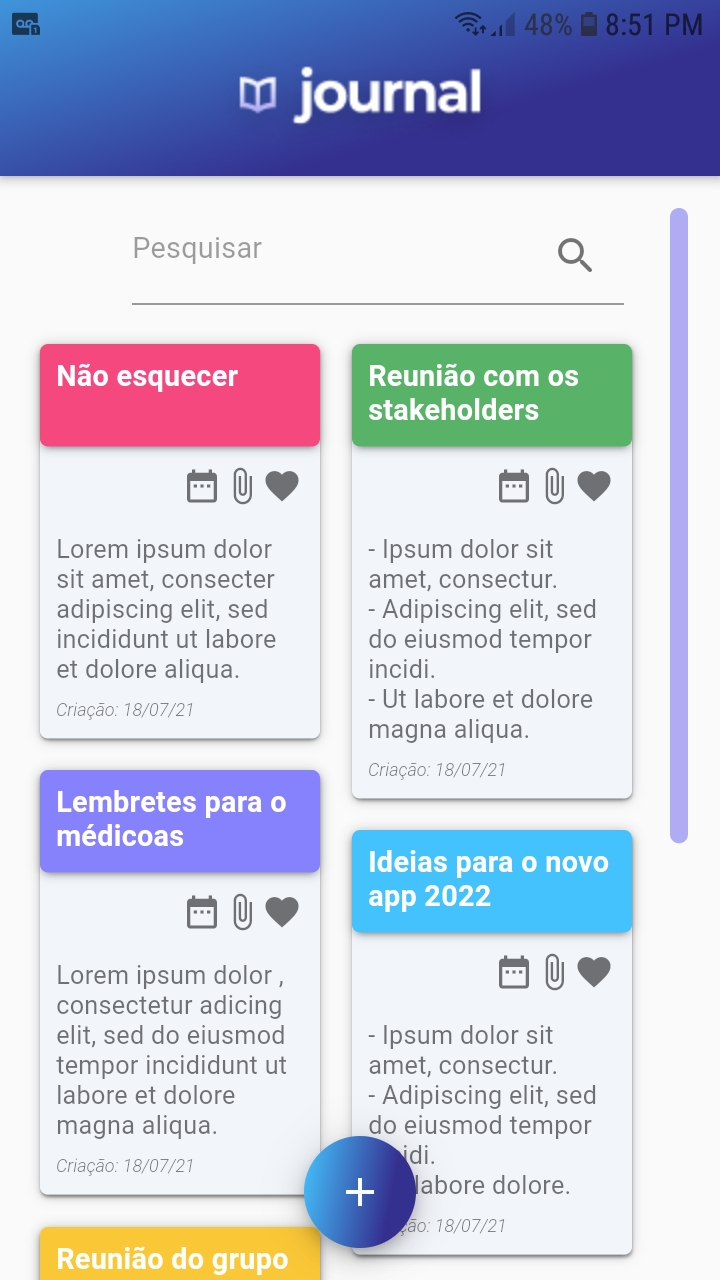 48% 8:51 PM
journal
Pesquisar
Não esquecer
Lorem ipsum dolor
sit amet, consecter
adipiscing elit, sed
incididunt ut labore
et dolore aliqua.
Criação: 18/07/21
Reunião com os
stakeholders
- Ipsum dolor sit
amet, consectur.
- Adipiscing elit, sed
do eiusmod tempor
incidi.
- Ut labore et dolore
magna aliqua.
Criação: 18/07/21
Lembretes para o
médicoas
Lorem ipsum dolor ,
consectetur adicing
elit, sed do eiusmod
tempor incididunt ut
labore et dolore
magna aliqua.
Criação: 18/07/21
Ideias para o novo
app 2022
- Ipsum dolor sit
amet, consectur.
- Adipiscing elit, sed
do eiusmod tempor
labore dolore.
18/07/21
Reunião do grupo